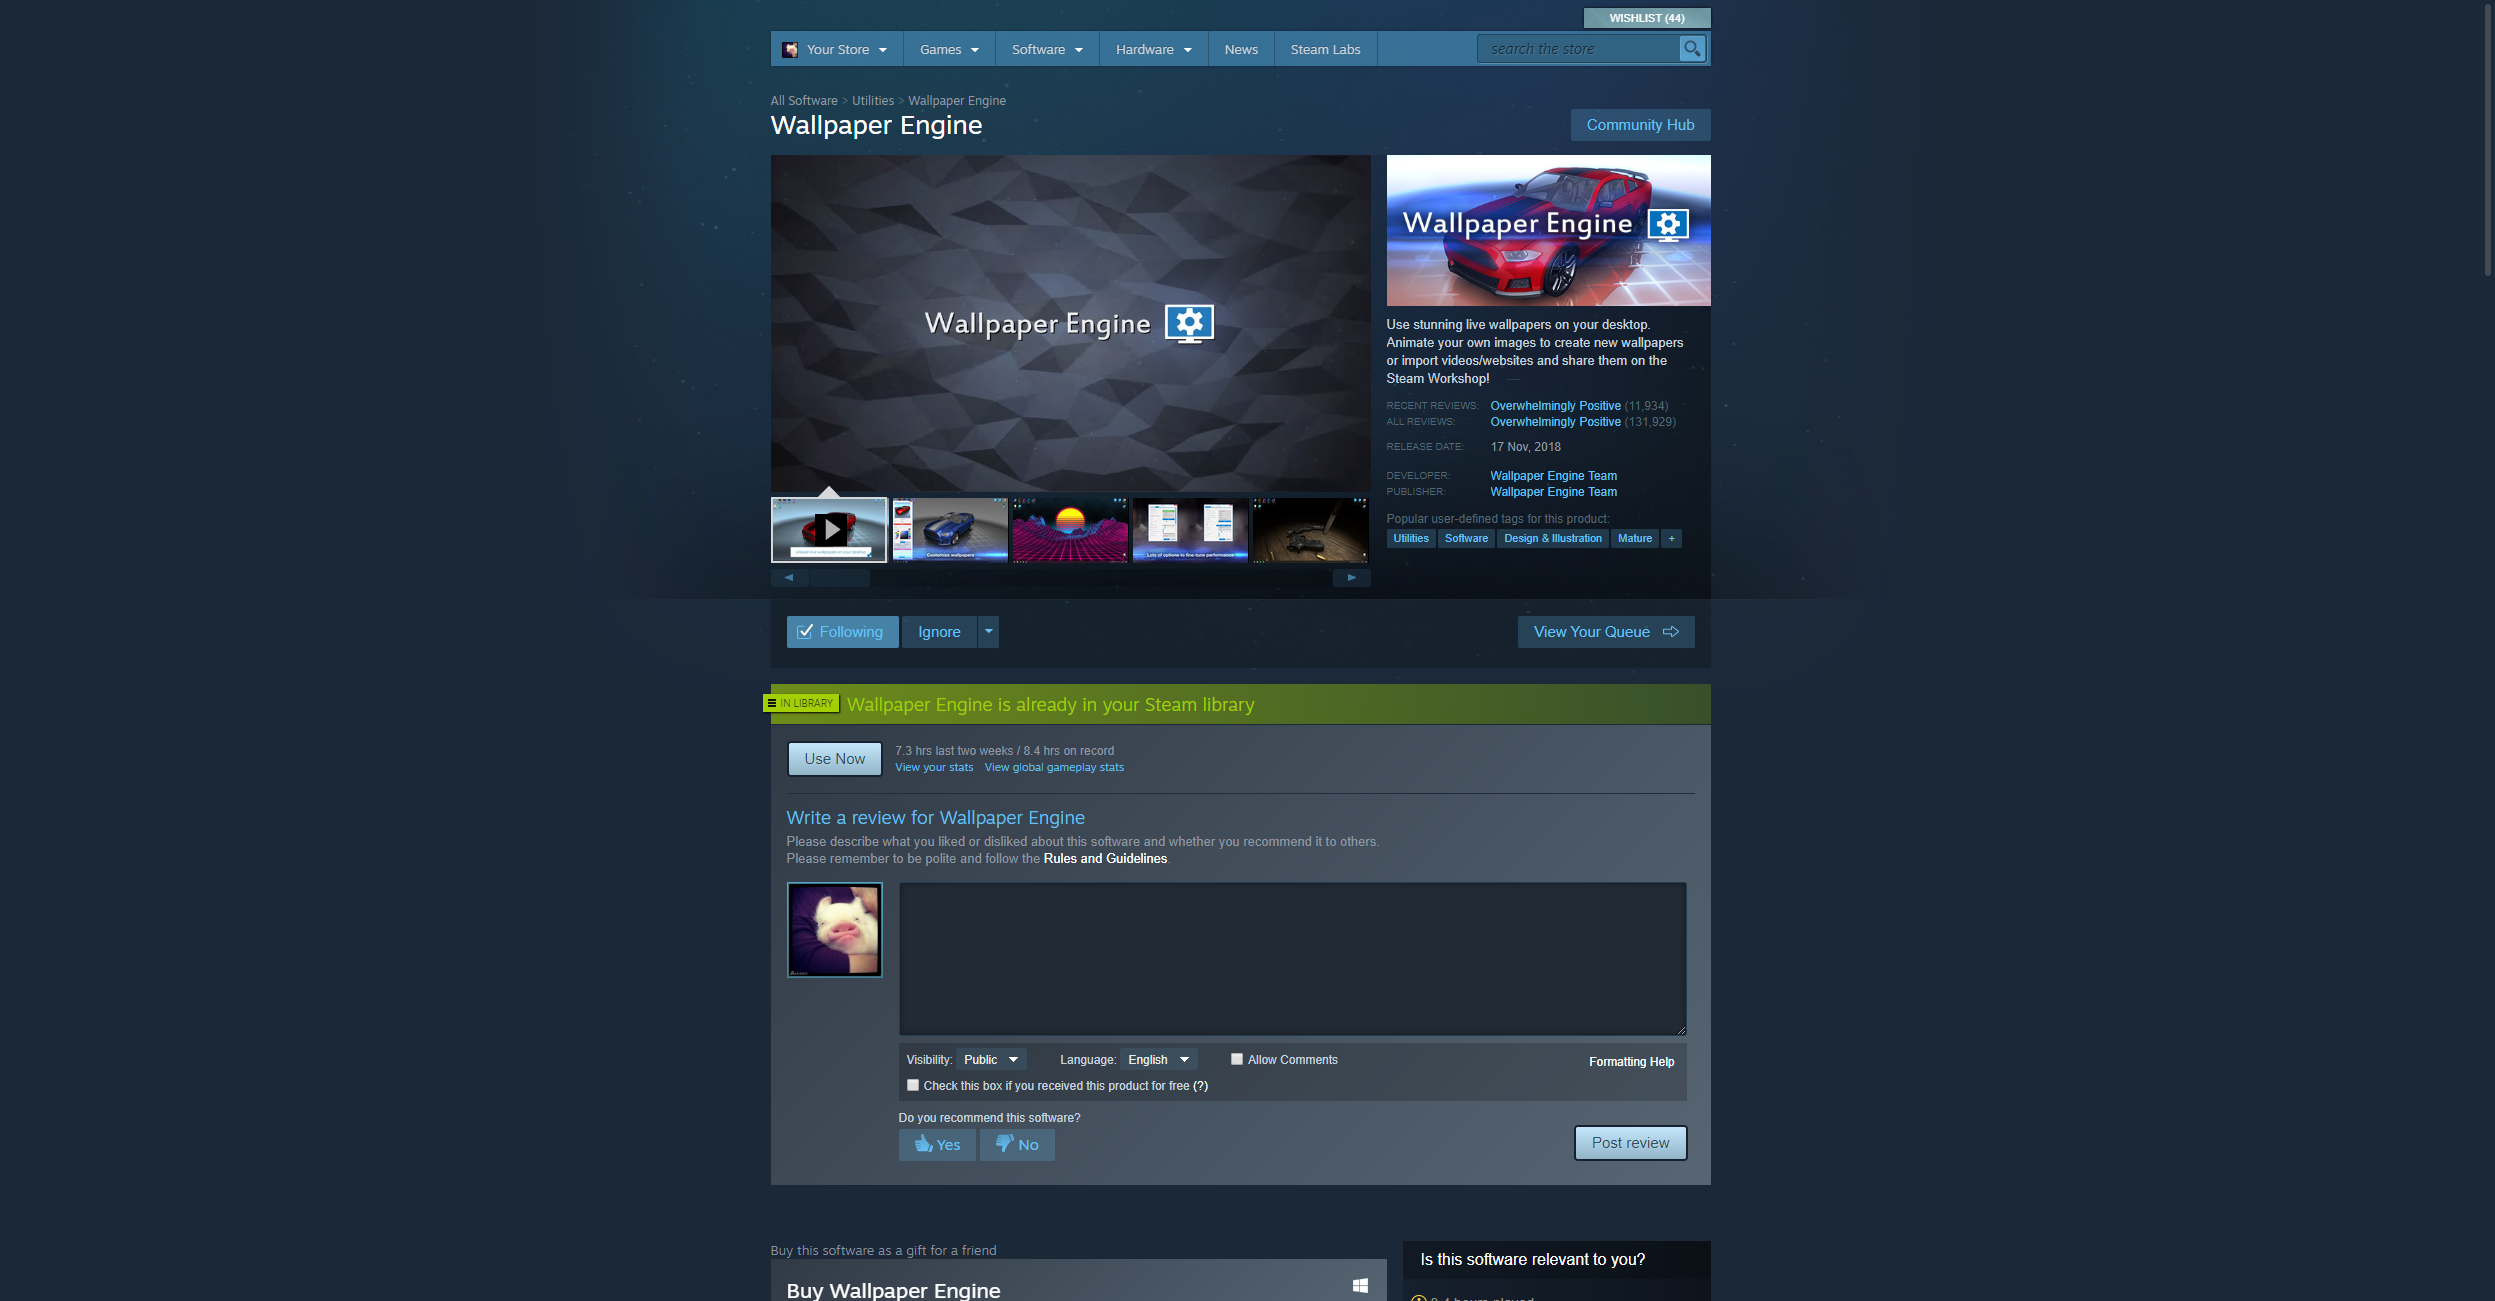 WISHLIST (44)
Your Store Games Software Hardware News Steam Labs search the store
All Software > Utilities > Wallpaper Engine
Wallpaper Engine
Community Hub
Wallpaper Engine
Wallpaper Engine
Use stunning live wallpapers on your desktop.
Animate your own images to create new wallpapers
or import videos/websites and share them on the
Steam Workshop!
RECENT REVIEWS: Overwhelmingly Positive (11,934)
ALL REVIEWS: Overwhelmingly Positive (131,929)
RELEASE DATE: 17 Nov, 2018
DEVELOPER: Wallpaper Engine Team
PUBLISHER: Wallpaper Engine Team
Popular user-defined tags for this product:
Utilities Software Design & Illustration Mature +
Customize wallpapers
Lots of options to fine-tune performance
Following Ignore View Your Queue
IN LIBRARY Wallpaper Engine is already in your Steam library
Use Now
7.3 hrs last two weeks / 8.4 hrs on record
View your stats View global gameplay stats
Write a review for Wallpaper Engine
Please describe what you liked or disliked about this software and whether you recommend it to others.
Please remember to be polite and follow the Rules and Guidelines.
Visibility: Public Language: English Allow Comments Formatting Help
Check this box if you received this product for free (?)
Do you recommend this software?
Yes No Post review
Buy this software as a gift for a friend
Buy Wallpaper Engine
Is this software relevant to you?